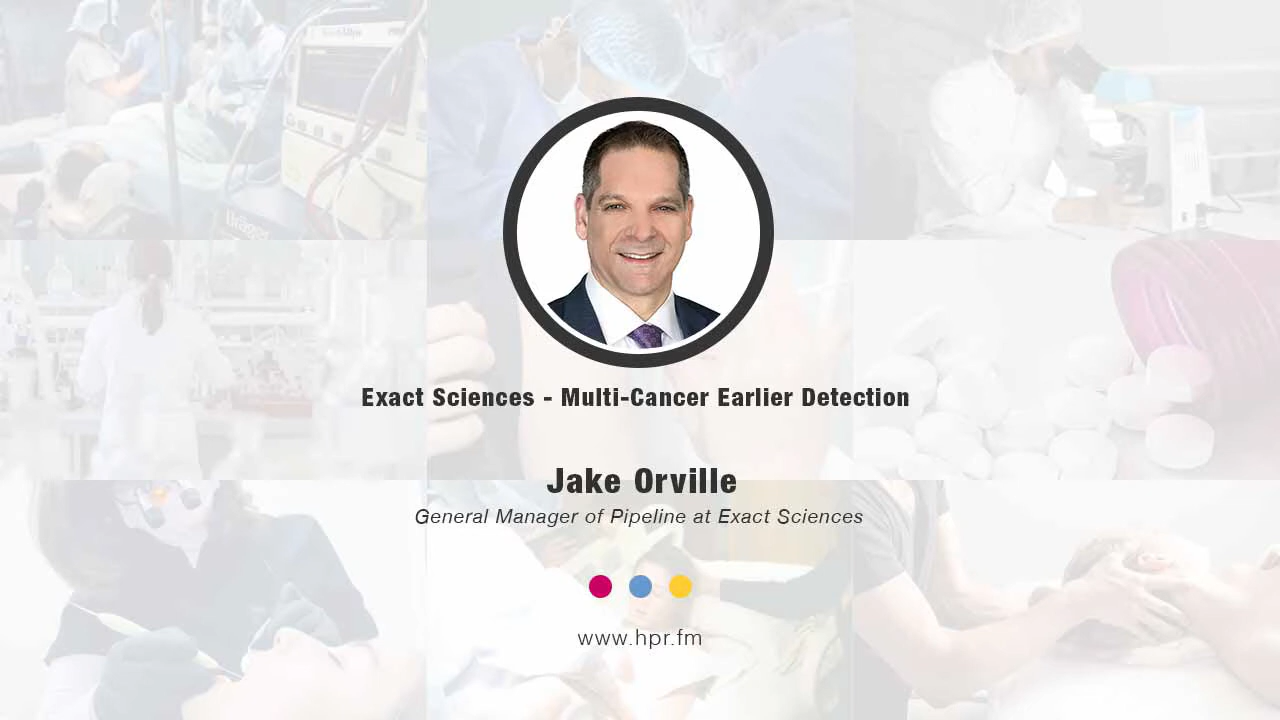 Exact Sciences - Multi-Cancer Earlier Detection
Jake Orville
General Manager of Pipeline at Exact Sciences
www.hpr.fm